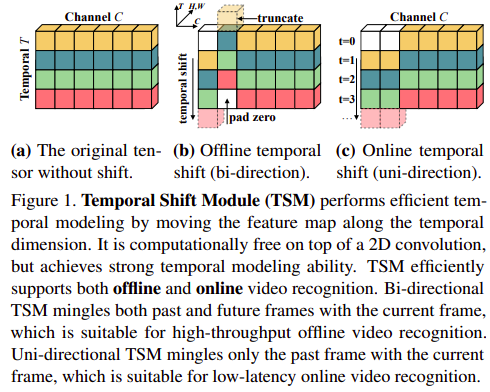 Channel C
Temporal T
T H,W
C
truncate
temporal shift
pad zero
Channel C
t=0
t=1
t=2
t=3
...
(a) The original ten-
sor without shift.
(b) Offline temporal
shift (bi-direction).
(c) Online temporal
shift (uni-direction).
Figure 1. Temporal Shift Module (TSM) performs efficient tem-
poral modeling by moving the feature map along the temporal
dimension. It is computationally free on top of a 2D convolution,
but achieves strong temporal modeling ability. TSM efficiently
supports both offline and online video recognition. Bi-directional
TSM mingles both past and future frames with the current frame,
which is suitable for high-throughput offline video recognition.
Uni-directional TSM mingles only the past frame with the current
frame, which is suitable for low-latency online video recognition.